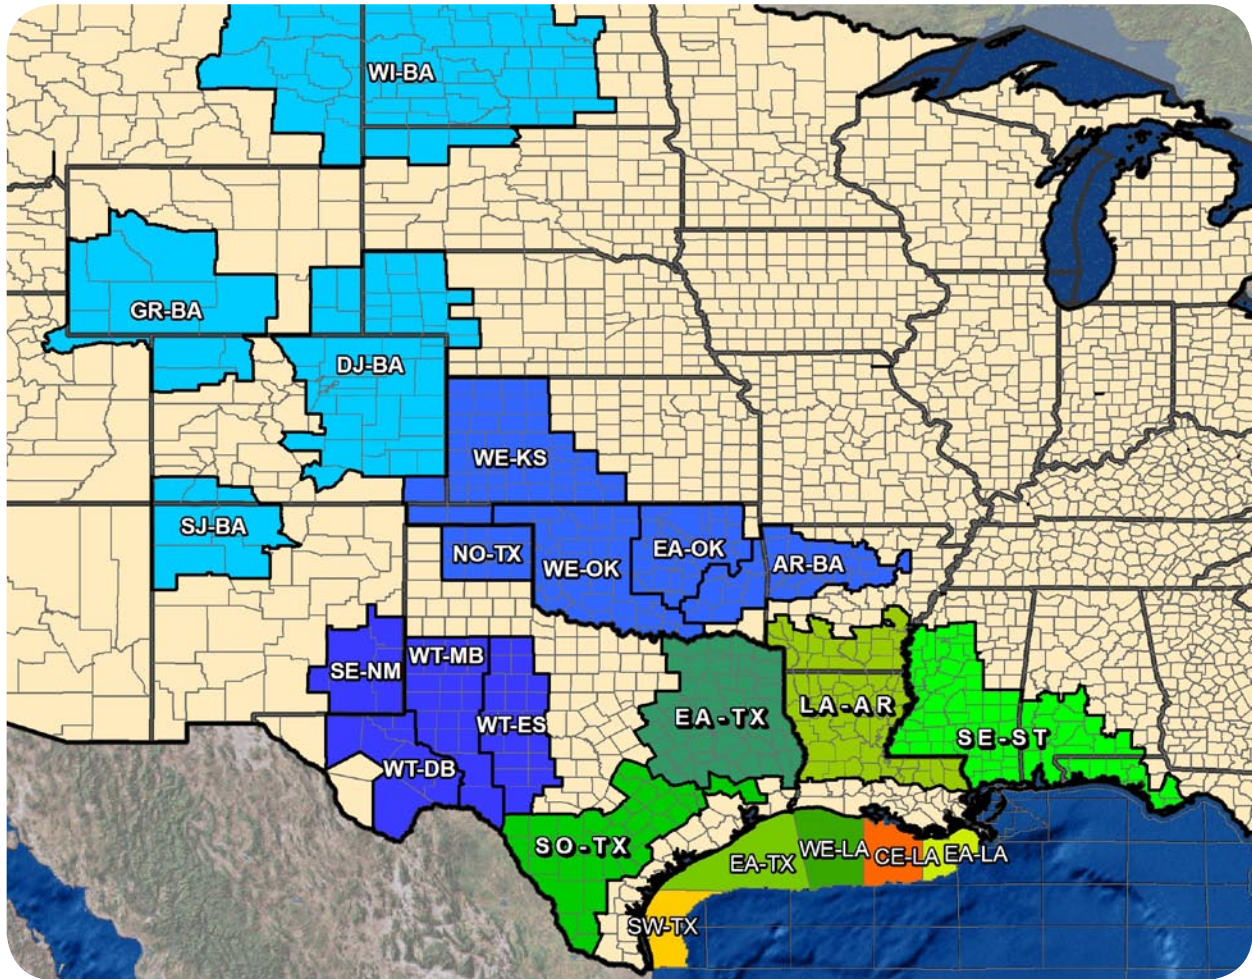 WI-BA
GR-BA
DJ-BA
WE-KS
SJ-BA
NO-TX
WE-OK
EA-OK
AR-BA
SE-NM
WT-MB
WT-ES
WT-DB
EA-TX
LA-AR
SE-ST
SO-TX
EA-TX
WE-LA
CE-LA
EA-LA
SW-TX